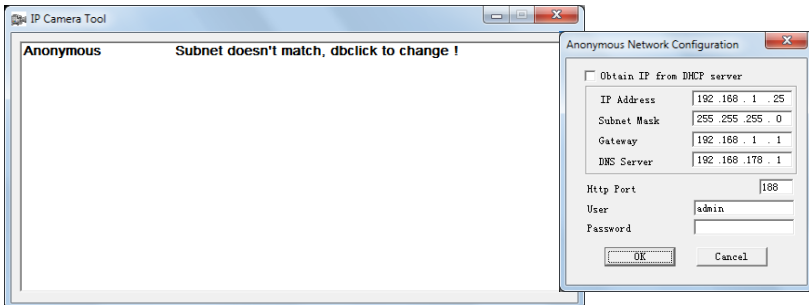 IP Camera Tool
Anonymous Subnet doesn't match, dbclick to change !
Anonymous Network Configuration
Obtain IP from DHCP server
IP Address 192 .168 . 1 . 25
Subnet Mask 255 .255 .255 . 0
Gateway 192 .168 . 1 . 1
DNS Server 192 .168 .178 . 1
Http Port 188
User admin
Password
OK Cancel